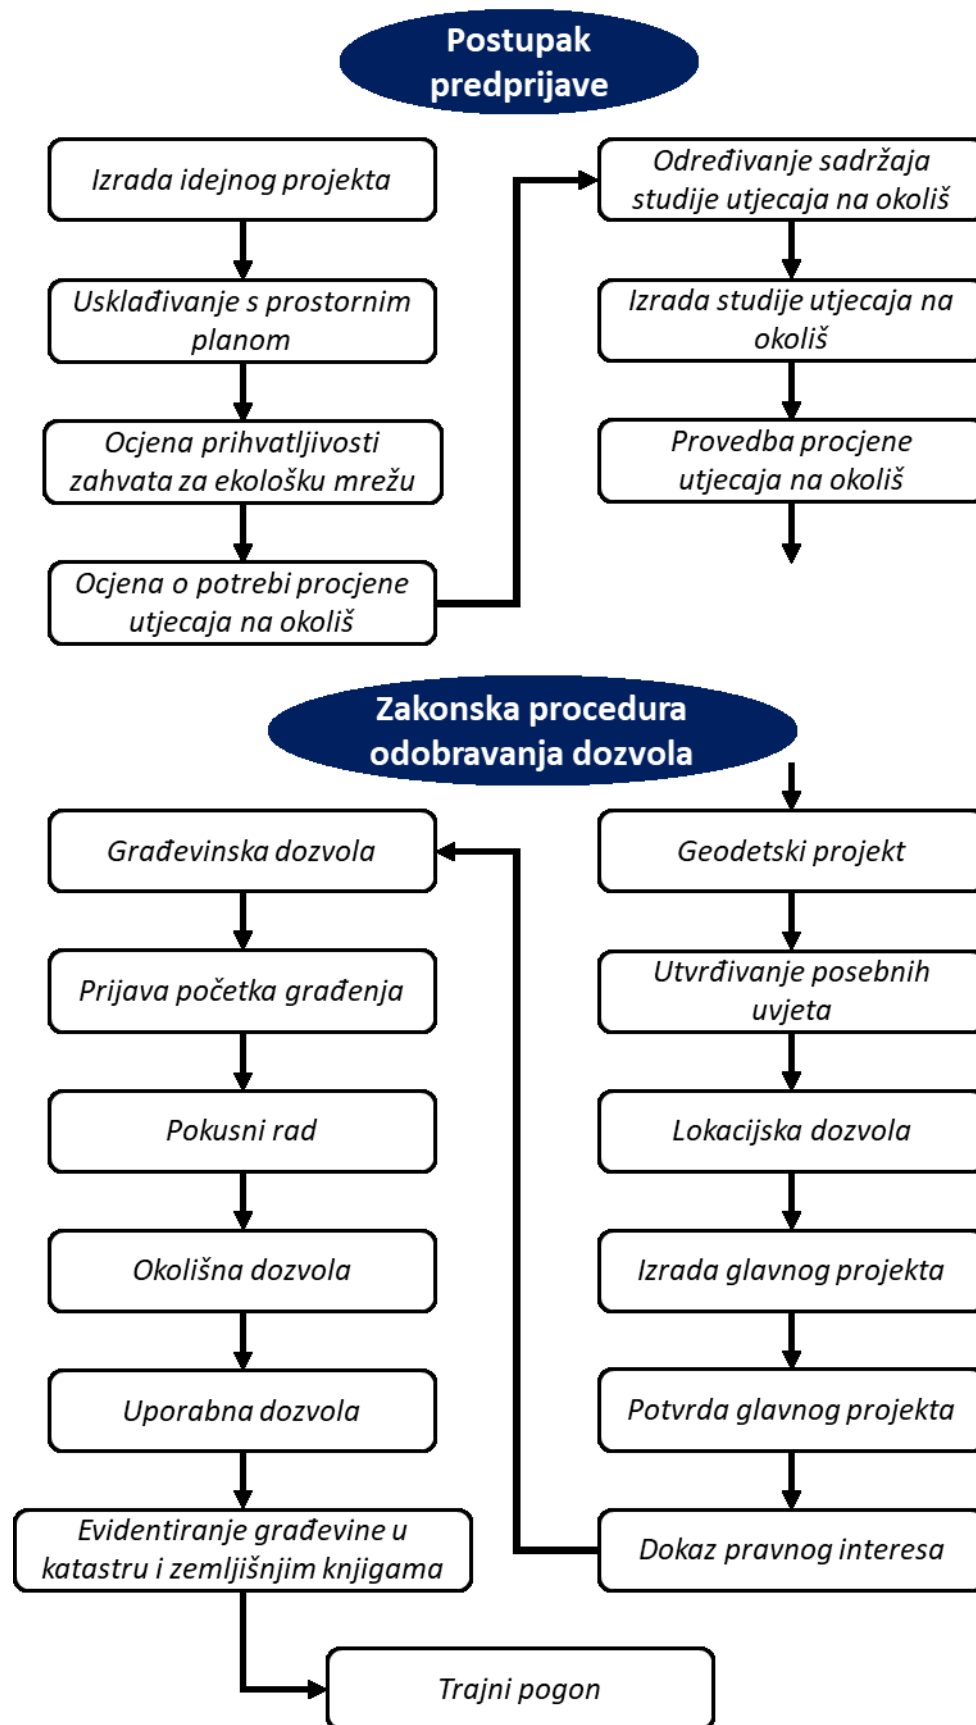 Postupak
predprijave
Izrada idejnog projekta
Usklađivanje s prostornim
planom
Ocjena prihvatljivosti
zahvata za ekološku mrežu
Ocjena o potrebi procjene
utjecaja na okoliš
Određivanje sadržaja
studije utjecaja na okoliš
Izrada studije utjecaja na
okoliš
Provedba procjene
utjecaja na okoliš
Zakonska procedura
odobravanja dozvola
Geodetski projekt
Utvrđivanje posebnih
uvjeta
Lokacijska dozvola
Izrada glavnog projekta
Potvrda glavnog projekta
Dokaz pravnog interesa
Građevinska dozvola
Prijava početka građenja
Pokusni rad
Okolišna dozvola
Uporabna dozvola
Evidentiranje građevine u
katastru i zemljišnjim knjigama
Trajni pogon